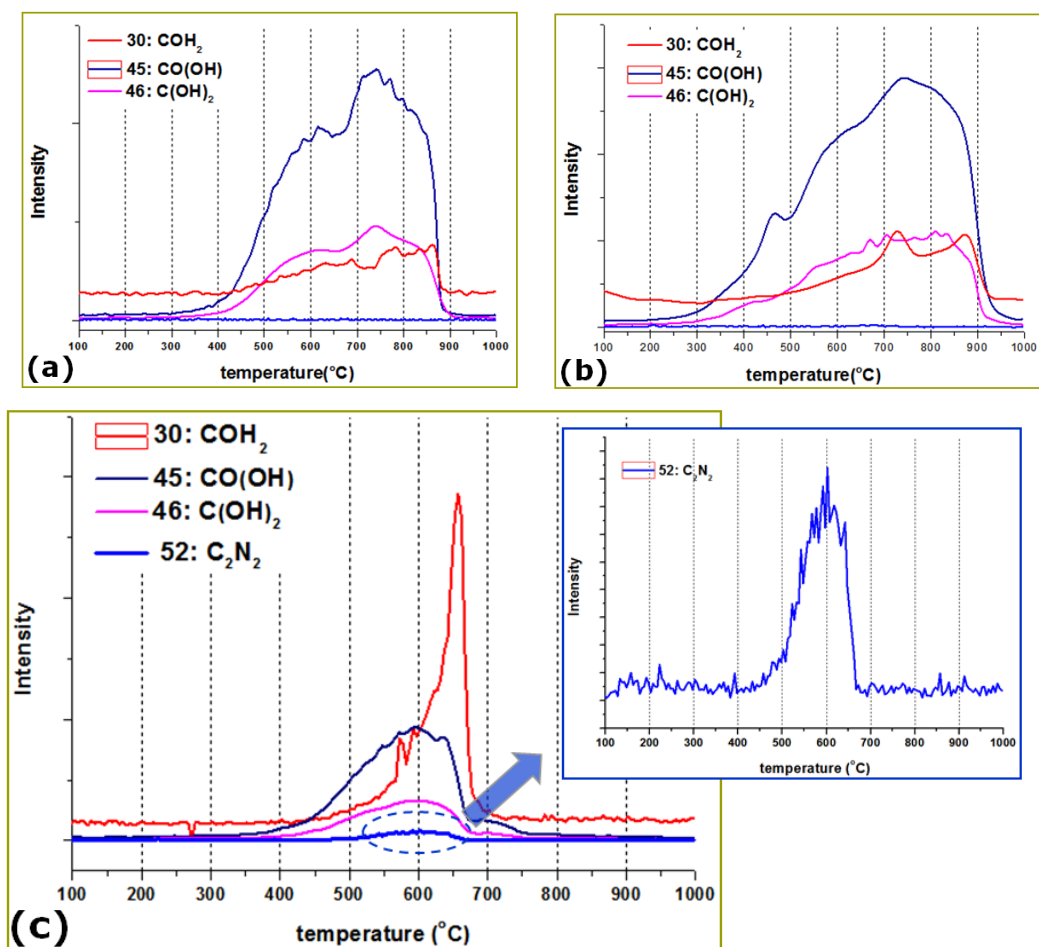 30: COH₂
45: CO(OH)
46: C(OH)₂
Intensity
100 200 300 400 500 600 700 800 900 1000
temperature(°C)
(a)
30: COH₂
45: CO(OH)
46: C(OH)₂
Intensity
100 200 300 400 500 600 700 800 900 1000
temperature(°C)
(b)
30: COH₂
45: CO(OH)
46: C(OH)₂
52: C₂N₂
Intensity
100 200 300 400 500 600 700 800 900 1000
temperature (°C)
(c)
52: C₂N₂
Intensity
100 200 300 400 500 600 700 800 900 1000
temperature (°C)